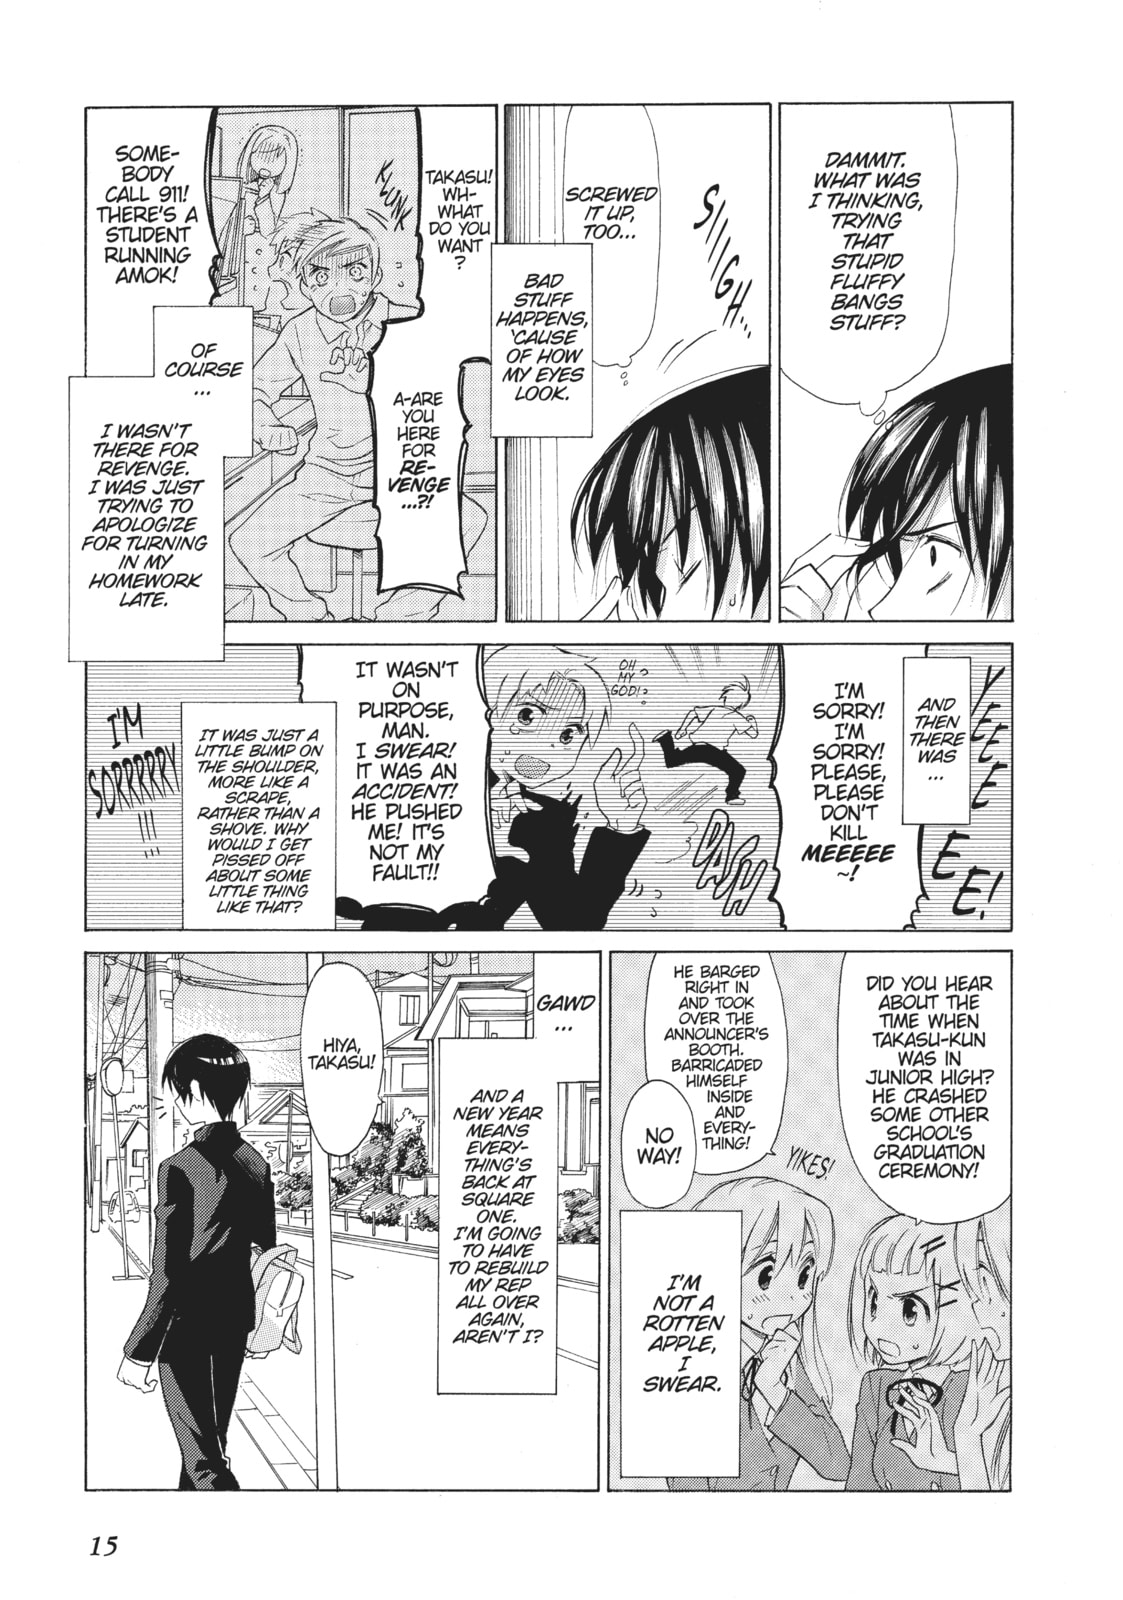 DAMMIT.
WHAT WAS
I THINKING,
TRYING
THAT
STUPID
FLUFFY
BANGS
STUFF?
SCREWED
IT UP,
TOO...
SIIIIGH...
BAD
STUFF
HAPPENS,
'CAUSE
OF HOW
MY EYES
LOOK.
TAKASU!
WH-
WHAT
DO YOU
WANT
?
KLUNK
A-ARE
YOU
HERE
FOR
RE-
VENGE
...?!
SOME-
BODY
CALL 911!
THERE'S A
STUDENT
RUNNING
AMOK!
OF
COURSE
...
I WASN'T
THERE FOR
REVENGE.
I WAS JUST
TRYING TO
APOLOGIZE
FOR TURNING
IN MY
HOMEWORK
LATE.
YEEEE
EE!
AND
THEN
THERE
WAS
...
I'M
SORRY!
I'M
SORRY!
PLEASE,
PLEASE
DON'T
KILL
MEEEEE
~!
OH
MY
GOD!?
DASH
IT WASN'T
ON
PURPOSE,
MAN.
I SWEAR!
IT WAS AN
ACCIDENT!
HE PUSHED
ME! IT'S
NOT MY
FAULT!!
IT WAS JUST A
LITTLE BUMP ON
THE SHOULDER,
MORE LIKE A
SCRAPE,
RATHER THAN A
SHOVE. WHY
WOULD I GET
PISSED OFF
ABOUT SOME
LITTLE THING
LIKE THAT?
I'M
SORRRRRY
!!!
DID YOU HEAR
ABOUT THE
TIME WHEN
TAKASU-KUN
WAS IN
JUNIOR HIGH?
HE CRASHED
SOME OTHER
SCHOOL'S
GRADUATION
CEREMONY!
HE BARGED
RIGHT IN
AND TOOK
OVER THE
ANNOUNCER'S
BOOTH.
BARRICADED
HIMSELF
INSIDE
AND
EVERY-
THING!
NO
WAY!
YIKES!
I'M
NOT A
ROTTEN
APPLE,
I
SWEAR.
GAWD
...
AND A
NEW YEAR
MEANS
EVERY-
THING'S
BACK AT
SQUARE
ONE.
I'M GOING
TO HAVE
TO REBUILD
MY REP
ALL OVER
AGAIN,
AREN'T I?
HIYA,
TAKASU!
15